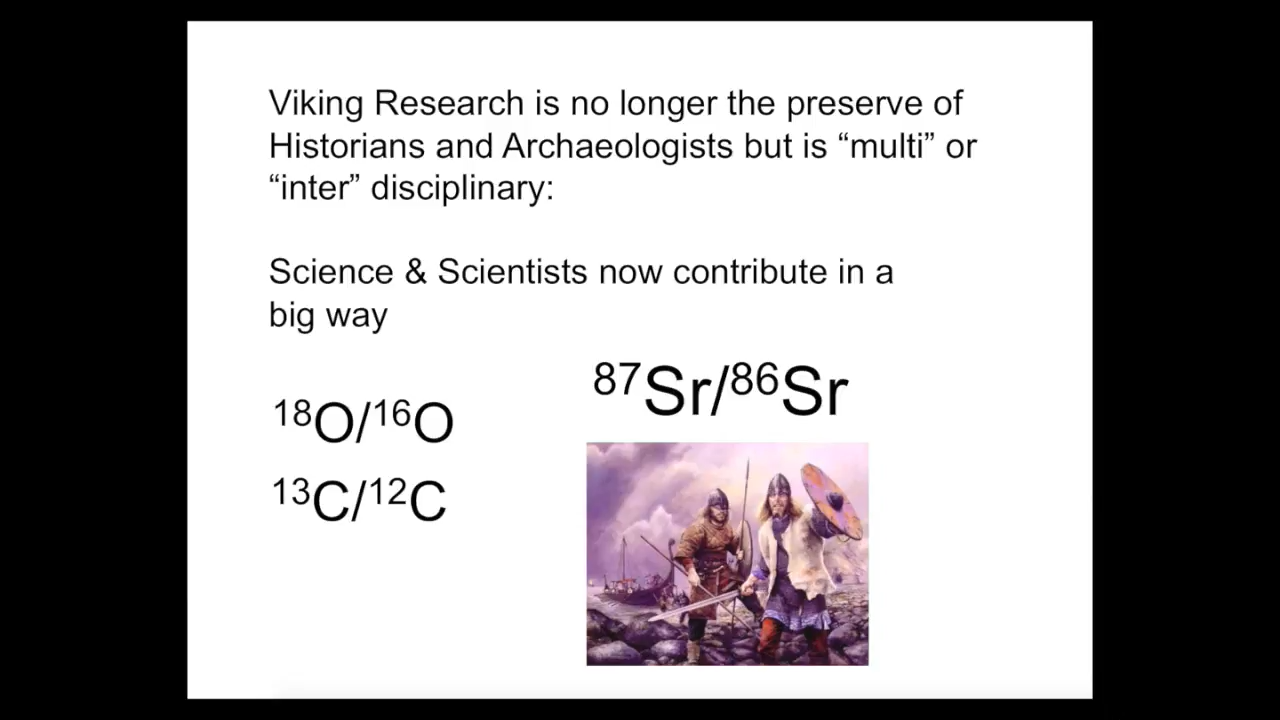 Viking Research is no longer the preserve of
Historians and Archaeologists but is “multi” or
“inter” disciplinary:
Science & Scientists now contribute in a
big way
⁸⁷Sr/⁸⁶Sr
¹⁸O/¹⁶O
¹³C/¹²C